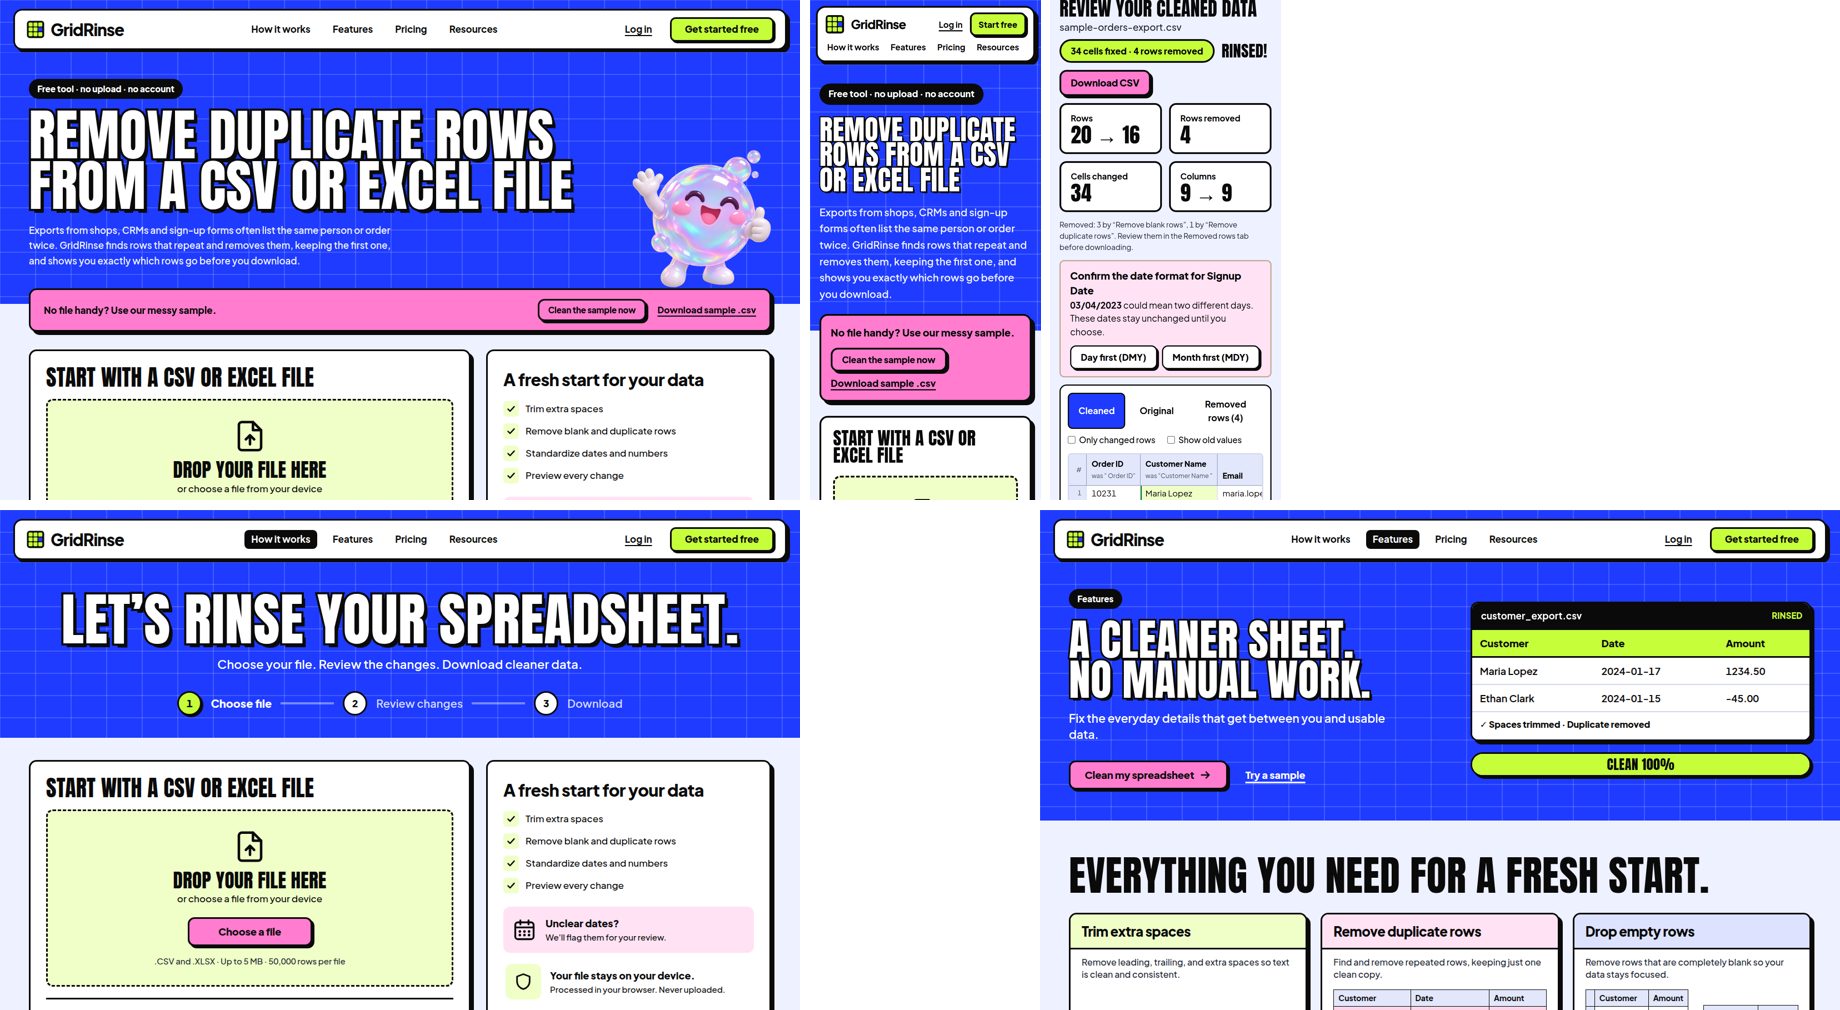 GridRinse
How it works Features Pricing Resources
Log in
Get started free
Free tool · no upload · no account
REMOVE DUPLICATE ROWS
FROM A CSV OR EXCEL FILE
Exports from shops, CRMs and sign-up forms often list the same person or order
twice. GridRinse finds rows that repeat and removes them, keeping the first one,
and shows you exactly which rows go before you download.
No file handy? Use our messy sample.
Clean the sample now
Download sample .csv
START WITH A CSV OR EXCEL FILE
DROP YOUR FILE HERE
or choose a file from your device
A fresh start for your data
Trim extra spaces
Remove blank and duplicate rows
Standardize dates and numbers
Preview every change
GridRinse
Log in
Start free
How it works Features Pricing Resources
Free tool · no upload · no account
REMOVE DUPLICATE
ROWS FROM A CSV
OR EXCEL FILE
Exports from shops, CRMs and sign-up
forms often list the same person or order
twice. GridRinse finds rows that repeat and
removes them, keeping the first one, and
shows you exactly which rows go before
you download.
No file handy? Use our messy sample.
Clean the sample now
Download sample .csv
START WITH A CSV OR
EXCEL FILE
REVIEW YOUR CLEANED DATA
sample-orders-export.csv
34 cells fixed · 4 rows removed
RINSED!
Download CSV
Rows
20 → 16
Rows removed
4
Cells changed
34
Columns
9 → 9
Removed: 3 by "Remove blank rows", 1 by "Remove
duplicate rows". Review them in the Removed rows tab
before downloading.
Confirm the date format for Signup
Date
03/04/2023 could mean two different days.
These dates stay unchanged until you
choose.
Day first (DMY)
Month first (MDY)
Cleaned
Original
Removed
rows (4)
Only changed rows
Show old values
# Order ID Customer Name Email
was " Order ID" was "Customer Name "
1 10231 Maria Lopez maria.lope
GridRinse
How it works Features Pricing Resources
Log in
Get started free
LET'S RINSE YOUR SPREADSHEET.
Choose your file. Review the changes. Download cleaner data.
1 Choose file
2 Review changes
3 Download
START WITH A CSV OR EXCEL FILE
DROP YOUR FILE HERE
or choose a file from your device
Choose a file
.CSV and .XLSX · Up to 5 MB · 50,000 rows per file
A fresh start for your data
Trim extra spaces
Remove blank and duplicate rows
Standardize dates and numbers
Preview every change
Unclear dates?
We'll flag them for your review.
Your file stays on your device.
Processed in your browser. Never uploaded.
GridRinse
How it works Features Pricing Resources
Log in
Get started free
Features
A CLEANER SHEET.
NO MANUAL WORK.
Fix the everyday details that get between you and usable
data.
Clean my spreadsheet →
Try a sample
customer_export.csv RINSED
Customer Date Amount
Maria Lopez 2024-01-17 1234.50
Ethan Clark 2024-01-15 -45.00
✓ Spaces trimmed · Duplicate removed
CLEAN 100%
EVERYTHING YOU NEED FOR A FRESH START.
Trim extra spaces
Remove leading, trailing, and extra spaces so text
is clean and consistent.
Remove duplicate rows
Find and remove repeated rows, keeping just one
clean copy.
Customer Date Amount
Drop empty rows
Remove rows that are completely blank so your
data stays focused.
Customer Amount